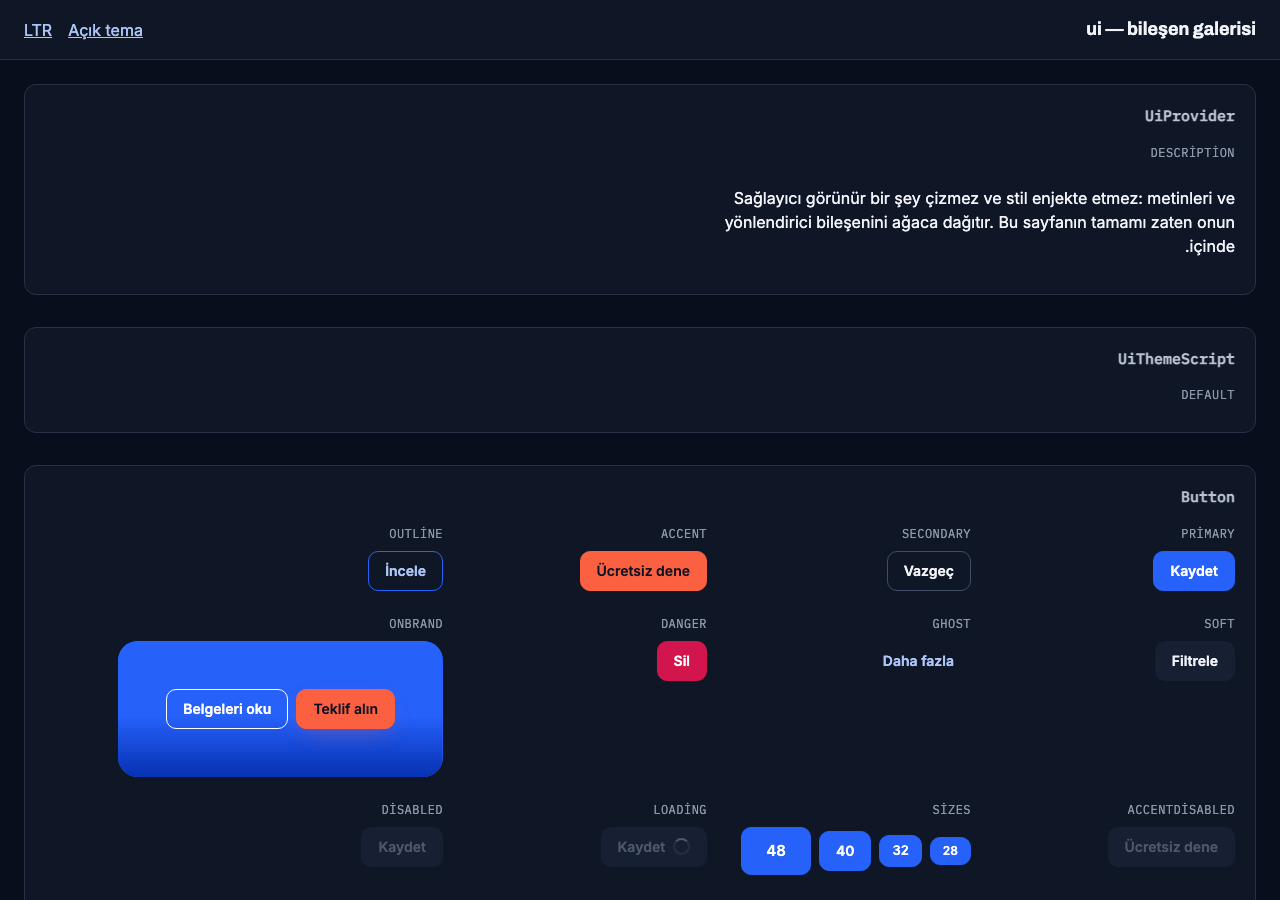 ui — bileşen galerisi
LTR Açık tema
UiProvider
DESCRİPTİON
Sağlayıcı görünür bir şey çizmez ve stil enjekte etmez: metinleri ve
yönlendirici bileşenini ağaca dağıtır. Bu sayfanın tamamı zaten onun
.içinde
UiThemeScript
DEFAULT
Button
PRİMARY SECONDARY ACCENT OUTLİNE
Kaydet Vazgeç Ücretsiz dene İncele
SOFT GHOST DANGER ONBRAND
Filtrele Daha fazla Sil
Teklif alın Belgeleri oku
ACCENTDİSABLED SİZES LOADING DİSABLED
Ücretsiz dene 28 32 40 48 Kaydet Kaydet